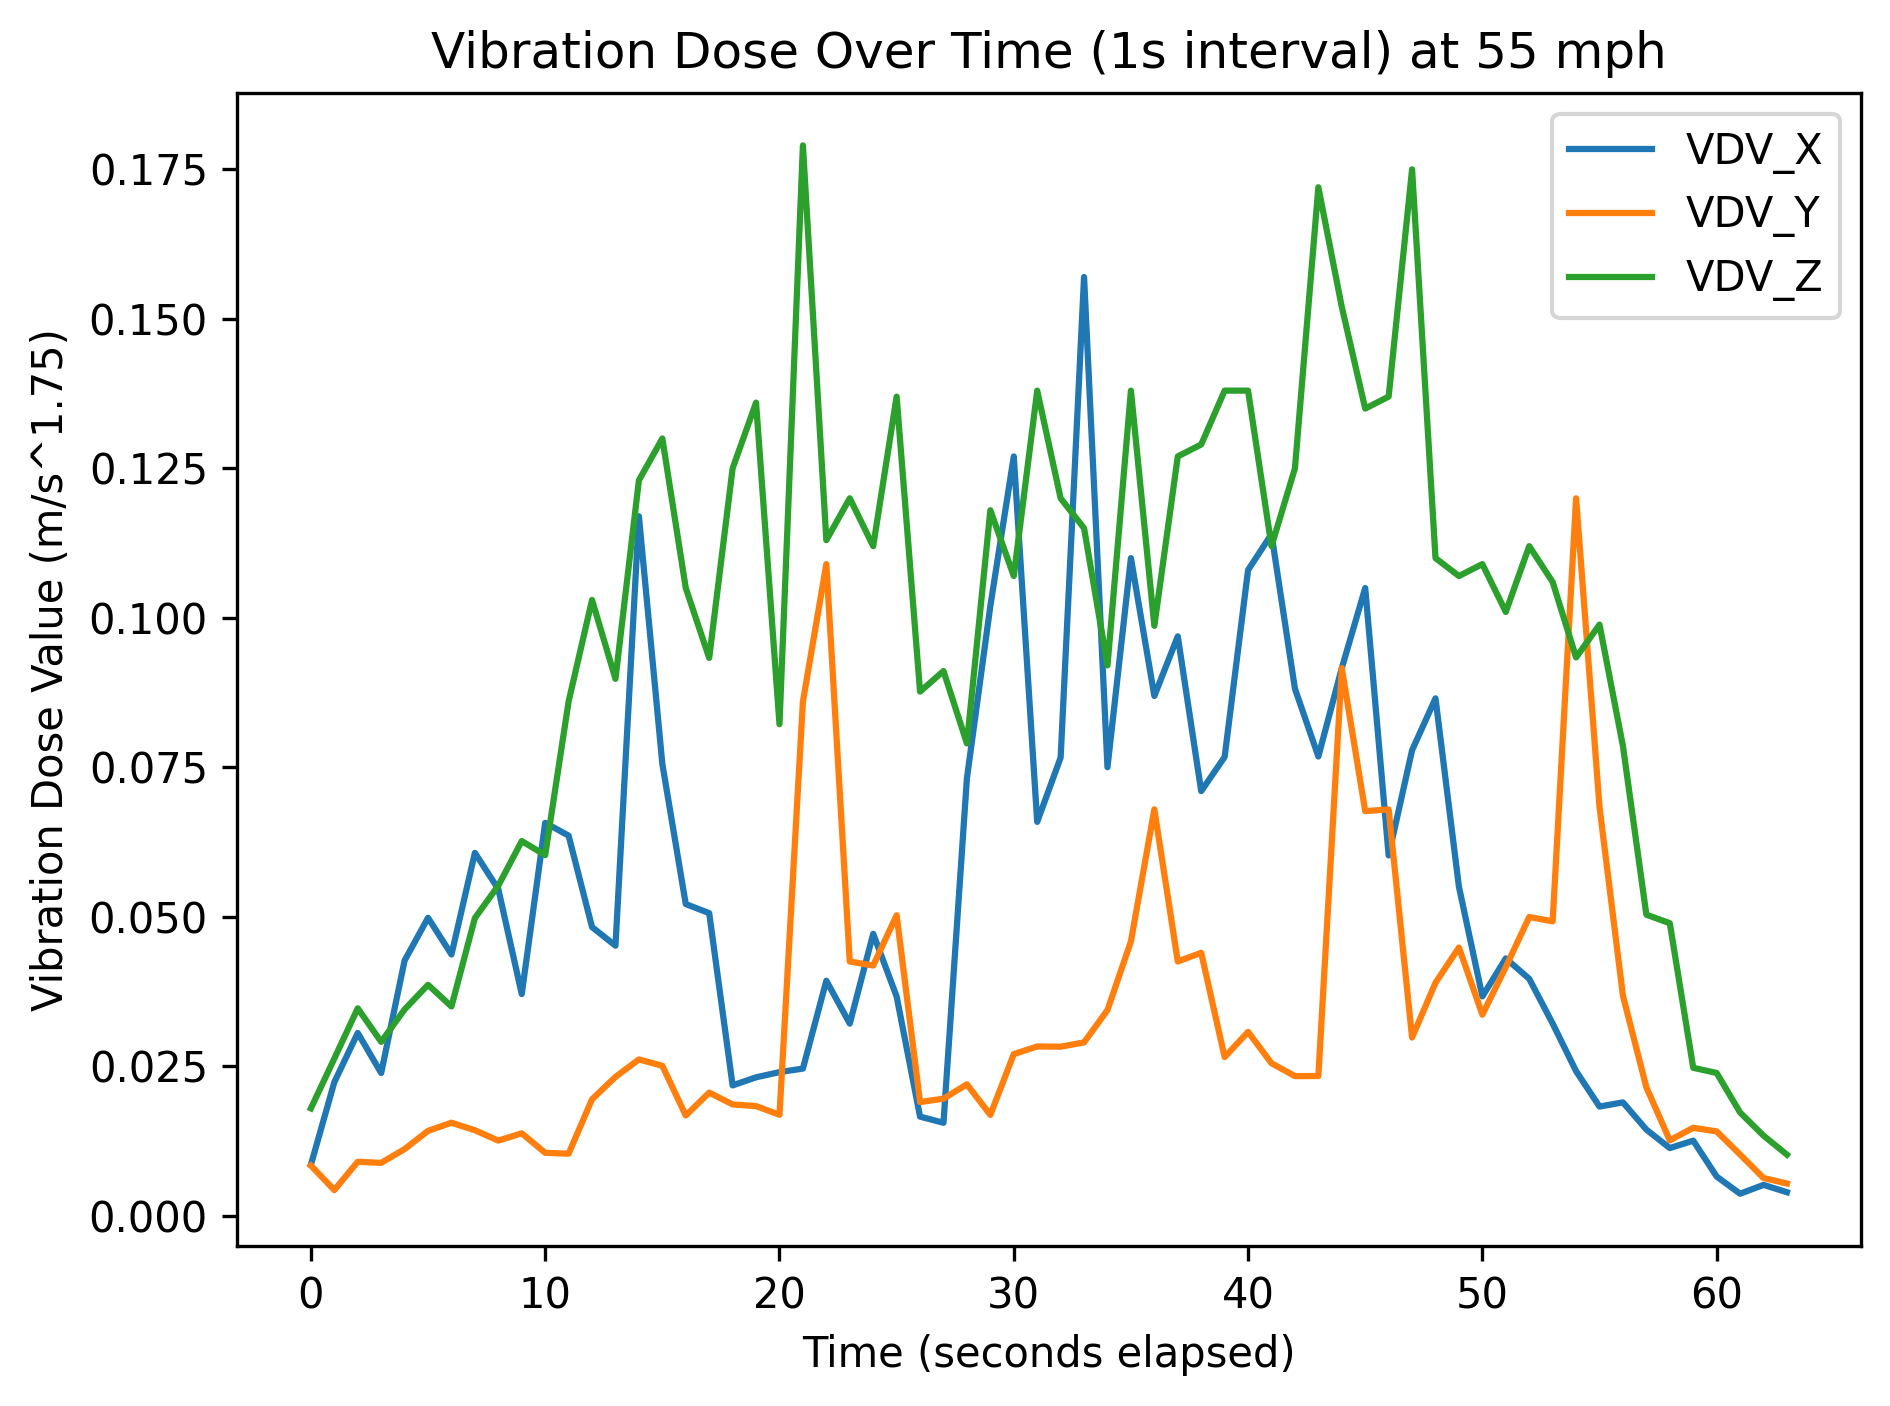 Vibration Dose Over Time (1s interval) at 55 mph
VDV_X
VDV_Y
VDV_Z
Vibration Dose Value (m/s^1.75)
0.175
0.150
0.125
0.100
0.075
0.050
0.025
0.000
0 10 20 30 40 50 60
Time (seconds elapsed)